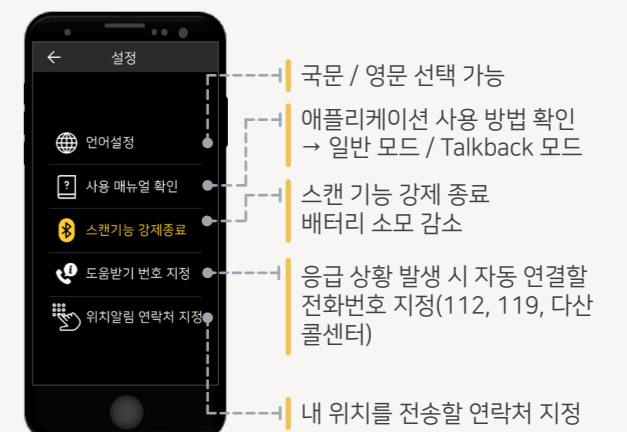 설정
언어설정
사용 매뉴얼 확인
스캔기능 강제종료
도움받기 번호 지정
위치알림 연락처 지정
국문 / 영문 선택 가능
애플리케이션 사용 방법 확인
→ 일반 모드 / Talkback 모드
스캔 기능 강제 종료
배터리 소모 감소
응급 상황 발생 시 자동 연결할
전화번호 지정(112, 119, 다산
콜센터)
내 위치를 전송할 연락처 지정